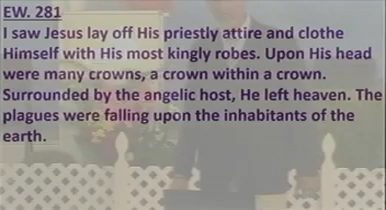 EW. 281
I saw Jesus lay off His priestly attire and clothe
Himself with His most kingly robes. Upon His head
were many crowns, a crown within a crown.
Surrounded by the angelic host, He left heaven. The
plagues were falling upon the inhabitants of the
earth.